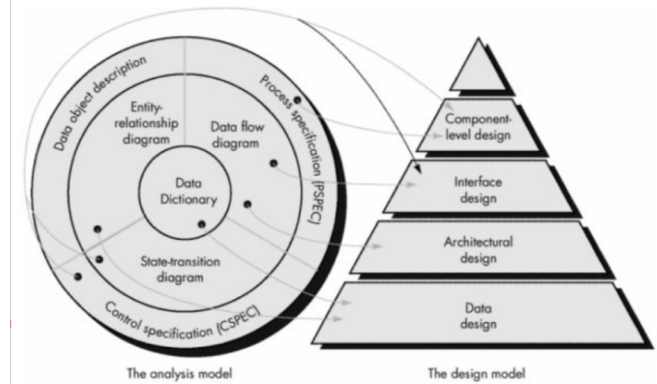 Data object description
Entity-
relationship
diagram
Data flow
diagram
Process specification (PSPEC)
Data
Dictionary
State-transition
diagram
Control specification (CSPEC)
The analysis model
Component-
level design
Interface
design
Architectural
design
Data
design
The design model